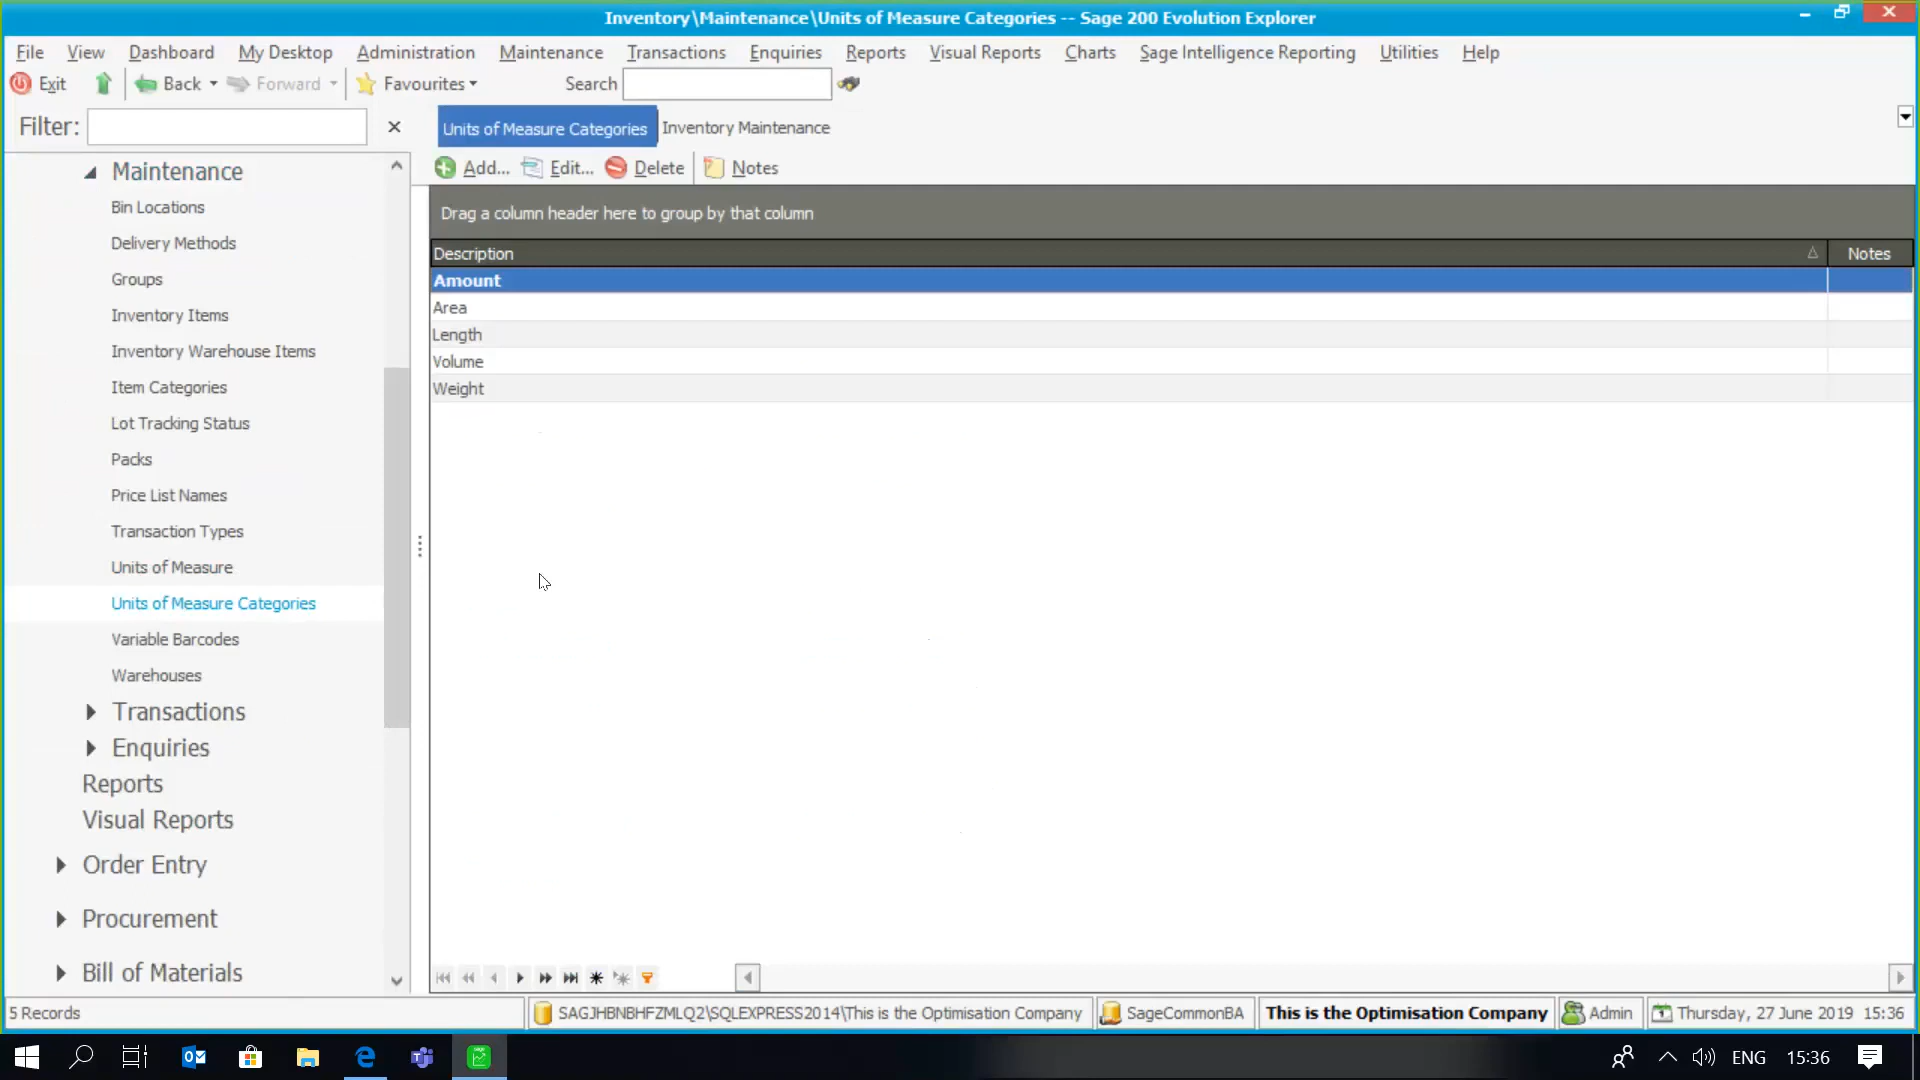 Inventory\Maintenance\Units of Measure Categories -- Sage 200 Evolution Explorer
File View Dashboard My Desktop Administration Maintenance Transactions Enquiries Reports Visual Reports Charts Sage Intelligence Reporting Utilities Help
Exit Back Forward Favourites Search
Filter:
Units of Measure Categories Inventory Maintenance
Add... Edit... Delete Notes
Maintenance
Bin Locations
Delivery Methods
Groups
Inventory Items
Inventory Warehouse Items
Item Categories
Lot Tracking Status
Packs
Price List Names
Transaction Types
Units of Measure
Units of Measure Categories
Variable Barcodes
Warehouses
Transactions
Enquiries
Reports
Visual Reports
Order Entry
Procurement
Bill of Materials
Drag a column header here to group by that column
Description Notes
Amount
Area
Length
Volume
Weight
5 Records SAGJHBNBHFZMLQ2\SQLEXPRESS2014\This is the Optimisation Company SageCommonBA This is the Optimisation Company Admin Thursday, 27 June 2019 15:36
ENG 15:36